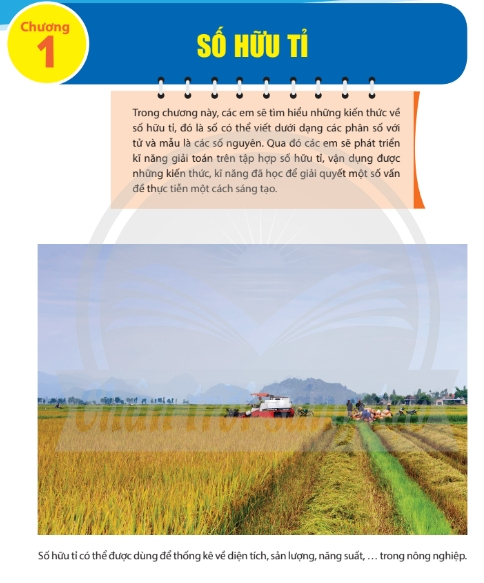 Chương
1
SỐ HỮU TỈ
Trong chương này, các em sẽ tìm hiểu những kiến thức về
số hữu tỉ, đó là số có thể viết dưới dạng các phân số với
tử và mẫu là các số nguyên. Qua đó các em sẽ phát triển
kĩ năng giải toán trên tập hợp số hữu tỉ, vận dụng được
những kiến thức, kĩ năng đã học để giải quyết một số vấn
đề thực tiễn một cách sáng tạo.
Chân trời sáng tạo
Số hữu tỉ có thể được dùng để thống kê về diện tích, sản lượng, năng suất, … trong nông nghiệp.